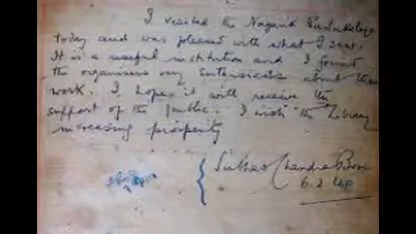 I visited the Nagarik Pustakalaya
today and was pleased with what I saw.
It is a useful institution and I found
the organisers very enthusiastic about their
work. I hope it will receive the
support of the public. I wish the Library
increasing prosperity
Subhas Chandra Bose
6.2.40